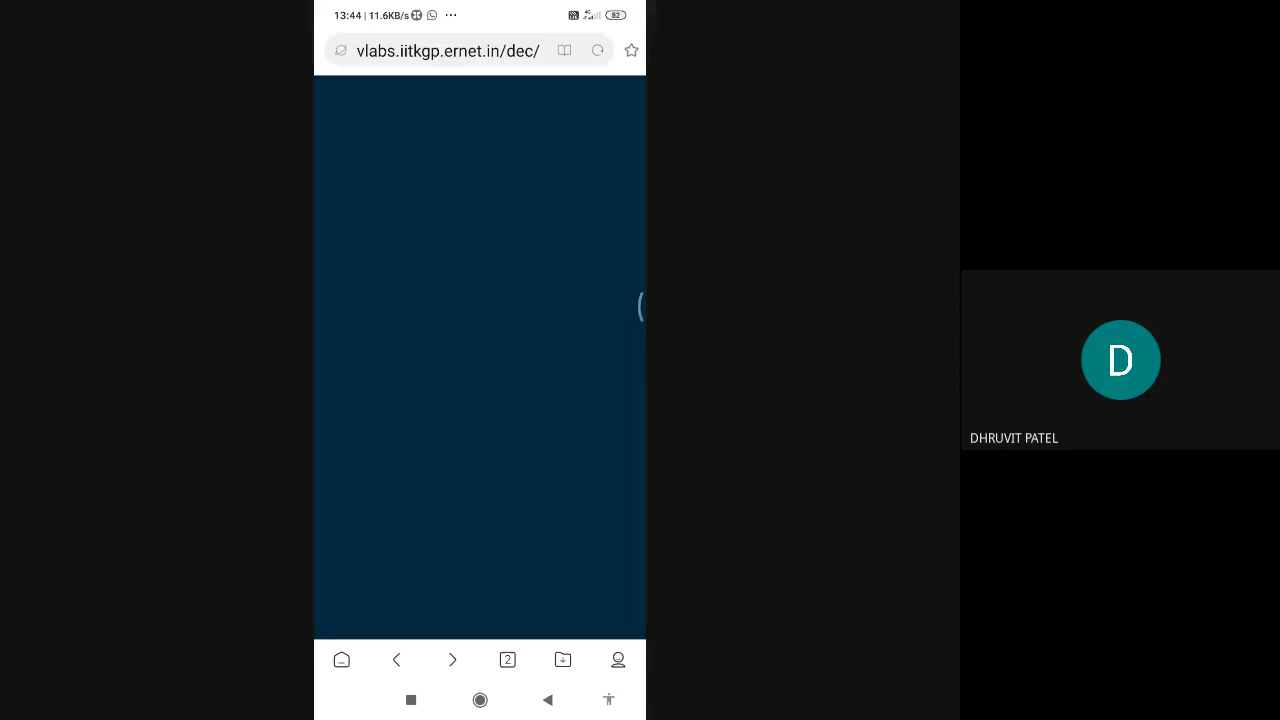 13:44 | 11.6KB/s ... 82
vlabs.iitkgp.ernet.in/dec/
D
DHRUVIT PATEL
2